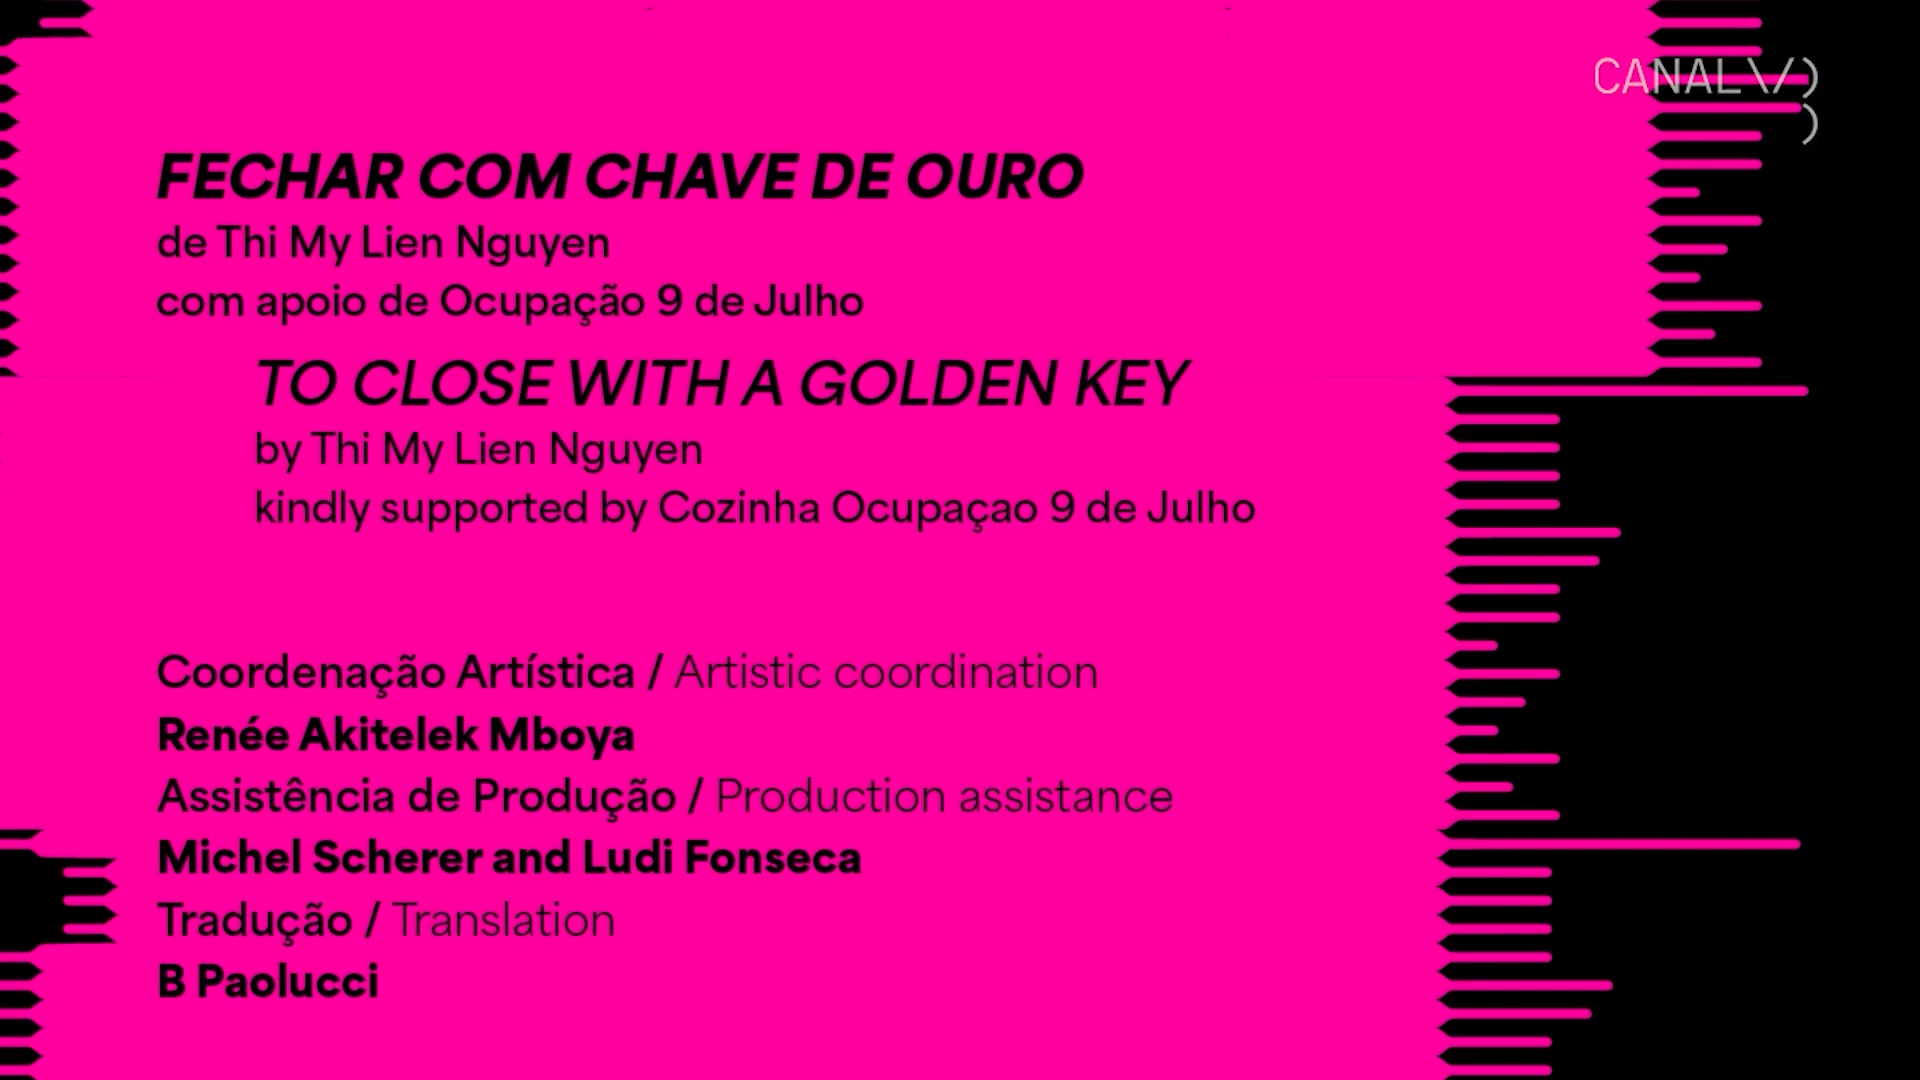 CANAL VB
FECHAR COM CHAVE DE OURO
de Thi My Lien Nguyen
com apoio de Ocupação 9 de Julho
TO CLOSE WITH A GOLDEN KEY
by Thi My Lien Nguyen
kindly supported by Cozinha Ocupaçao 9 de Julho
Coordenação Artística / Artistic coordination
Renée Akitelek Mboya
Assistência de Produção / Production assistance
Michel Scherer and Ludi Fonseca
Tradução / Translation
B Paolucci